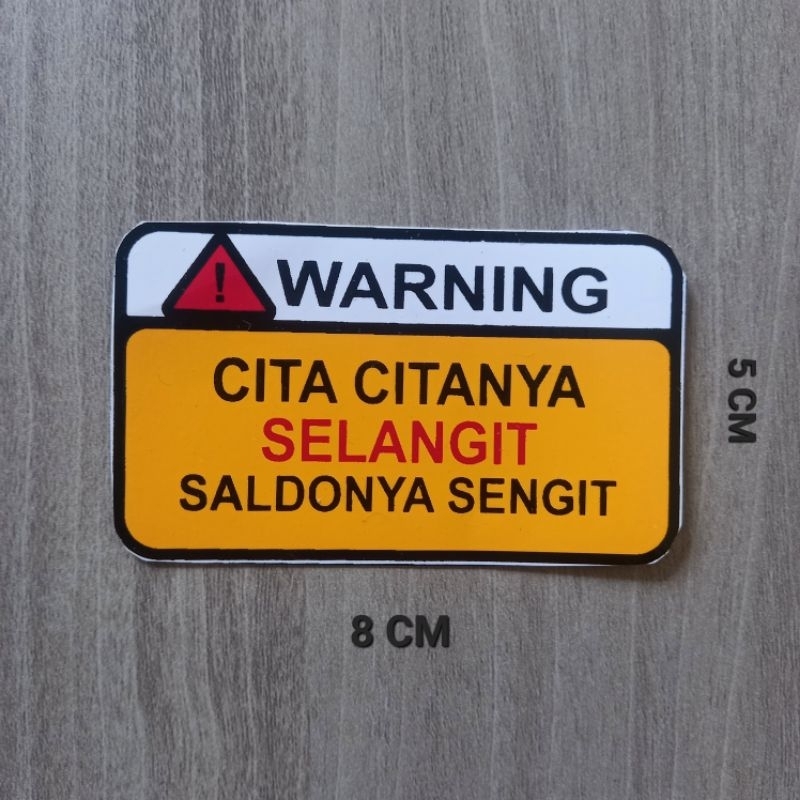 ! WARNING
CITA CITANYA
SELANGIT
SALDONYA SENGIT
5 CM
8 CM